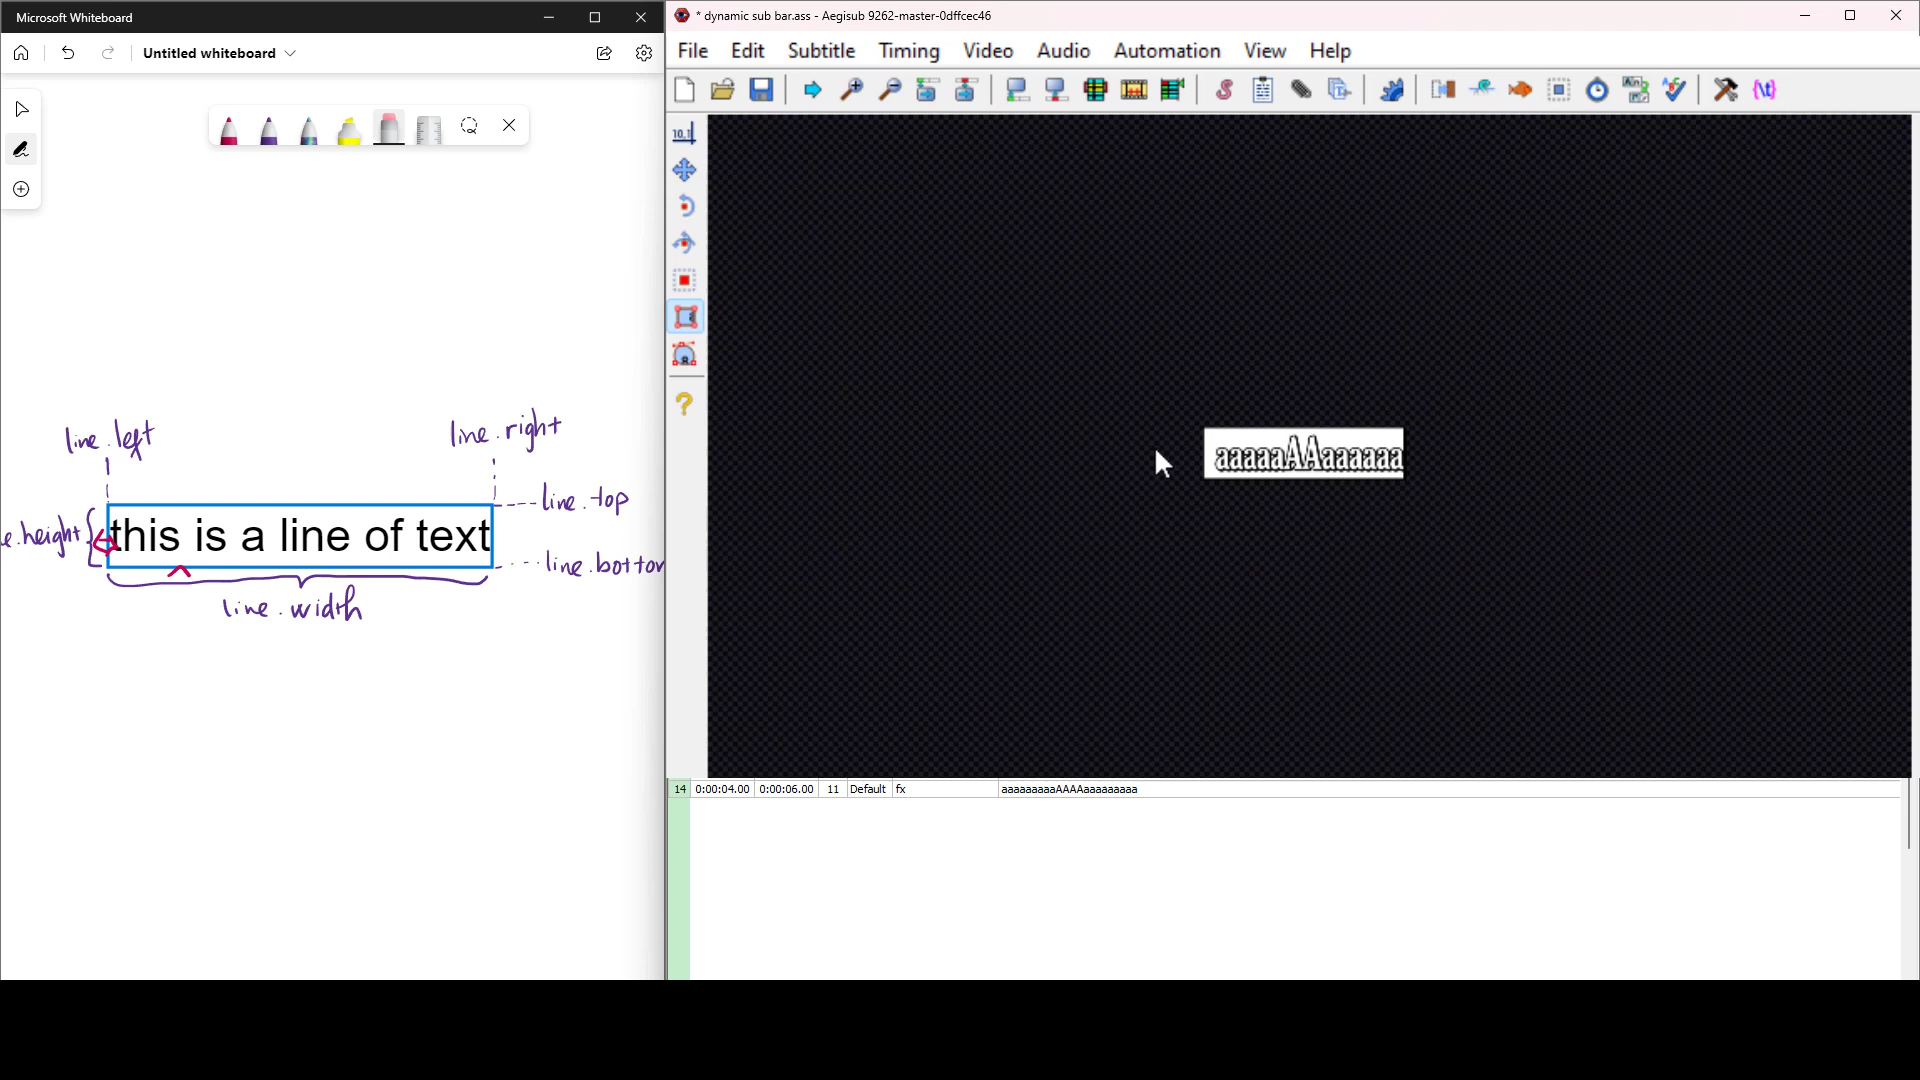 Microsoft Whiteboard
Untitled whiteboard
line.left
line.right
line.top
e.height
this is a line of text
line.bottom
line.width
* dynamic sub bar.ass - Aegisub 9262-master-0dffcec46
File Edit Subtitle Timing Video Audio Automation View Help
aaaaaAAaaaaaa
14 0:00:04.00 0:00:06.00 11 Default fx aaaaaaaaaAAAAaaaaaaaaa